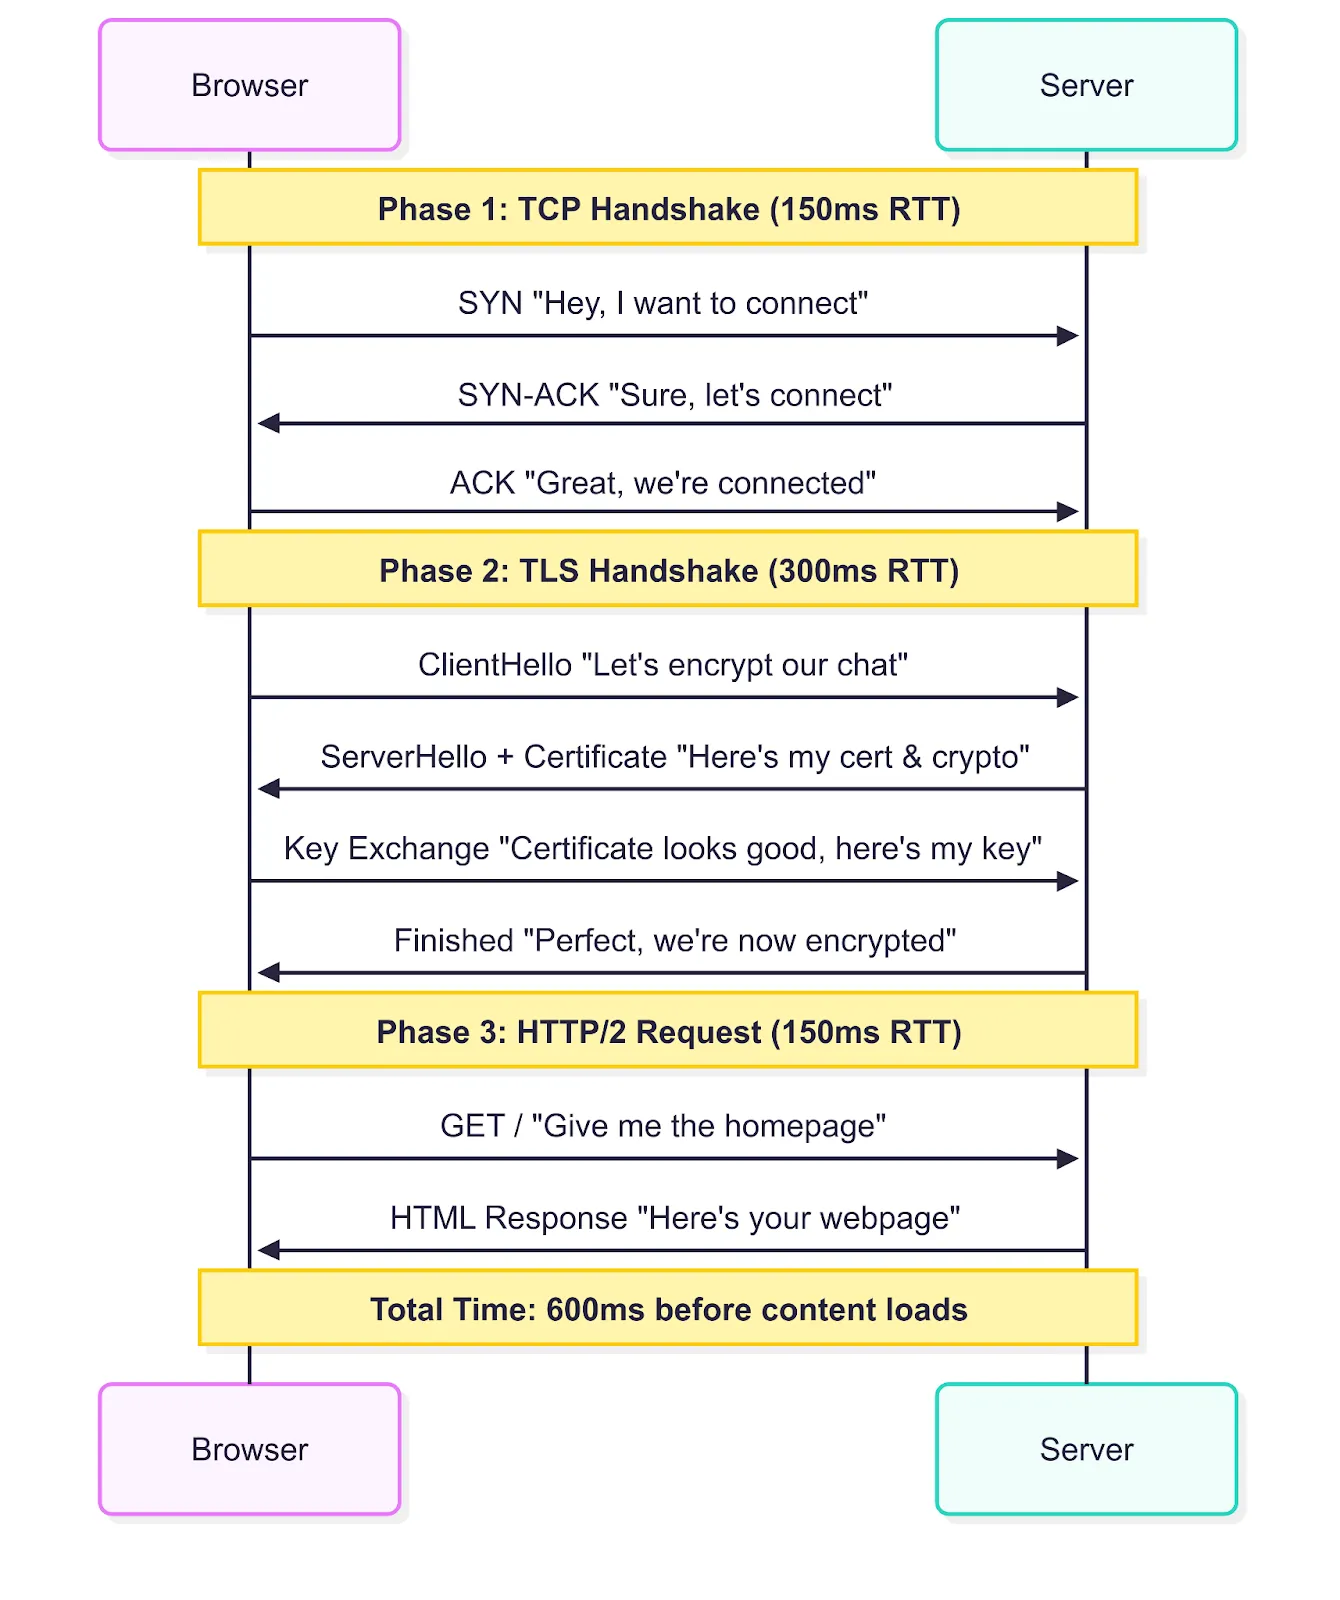 Browser
Server
Phase 1: TCP Handshake (150ms RTT)
SYN "Hey, I want to connect"
SYN-ACK "Sure, let's connect"
ACK "Great, we're connected"
Phase 2: TLS Handshake (300ms RTT)
ClientHello "Let's encrypt our chat"
ServerHello + Certificate "Here's my cert & crypto"
Key Exchange "Certificate looks good, here's my key"
Finished "Perfect, we're now encrypted"
Phase 3: HTTP/2 Request (150ms RTT)
GET / "Give me the homepage"
HTML Response "Here's your webpage"
Total Time: 600ms before content loads
Browser
Server